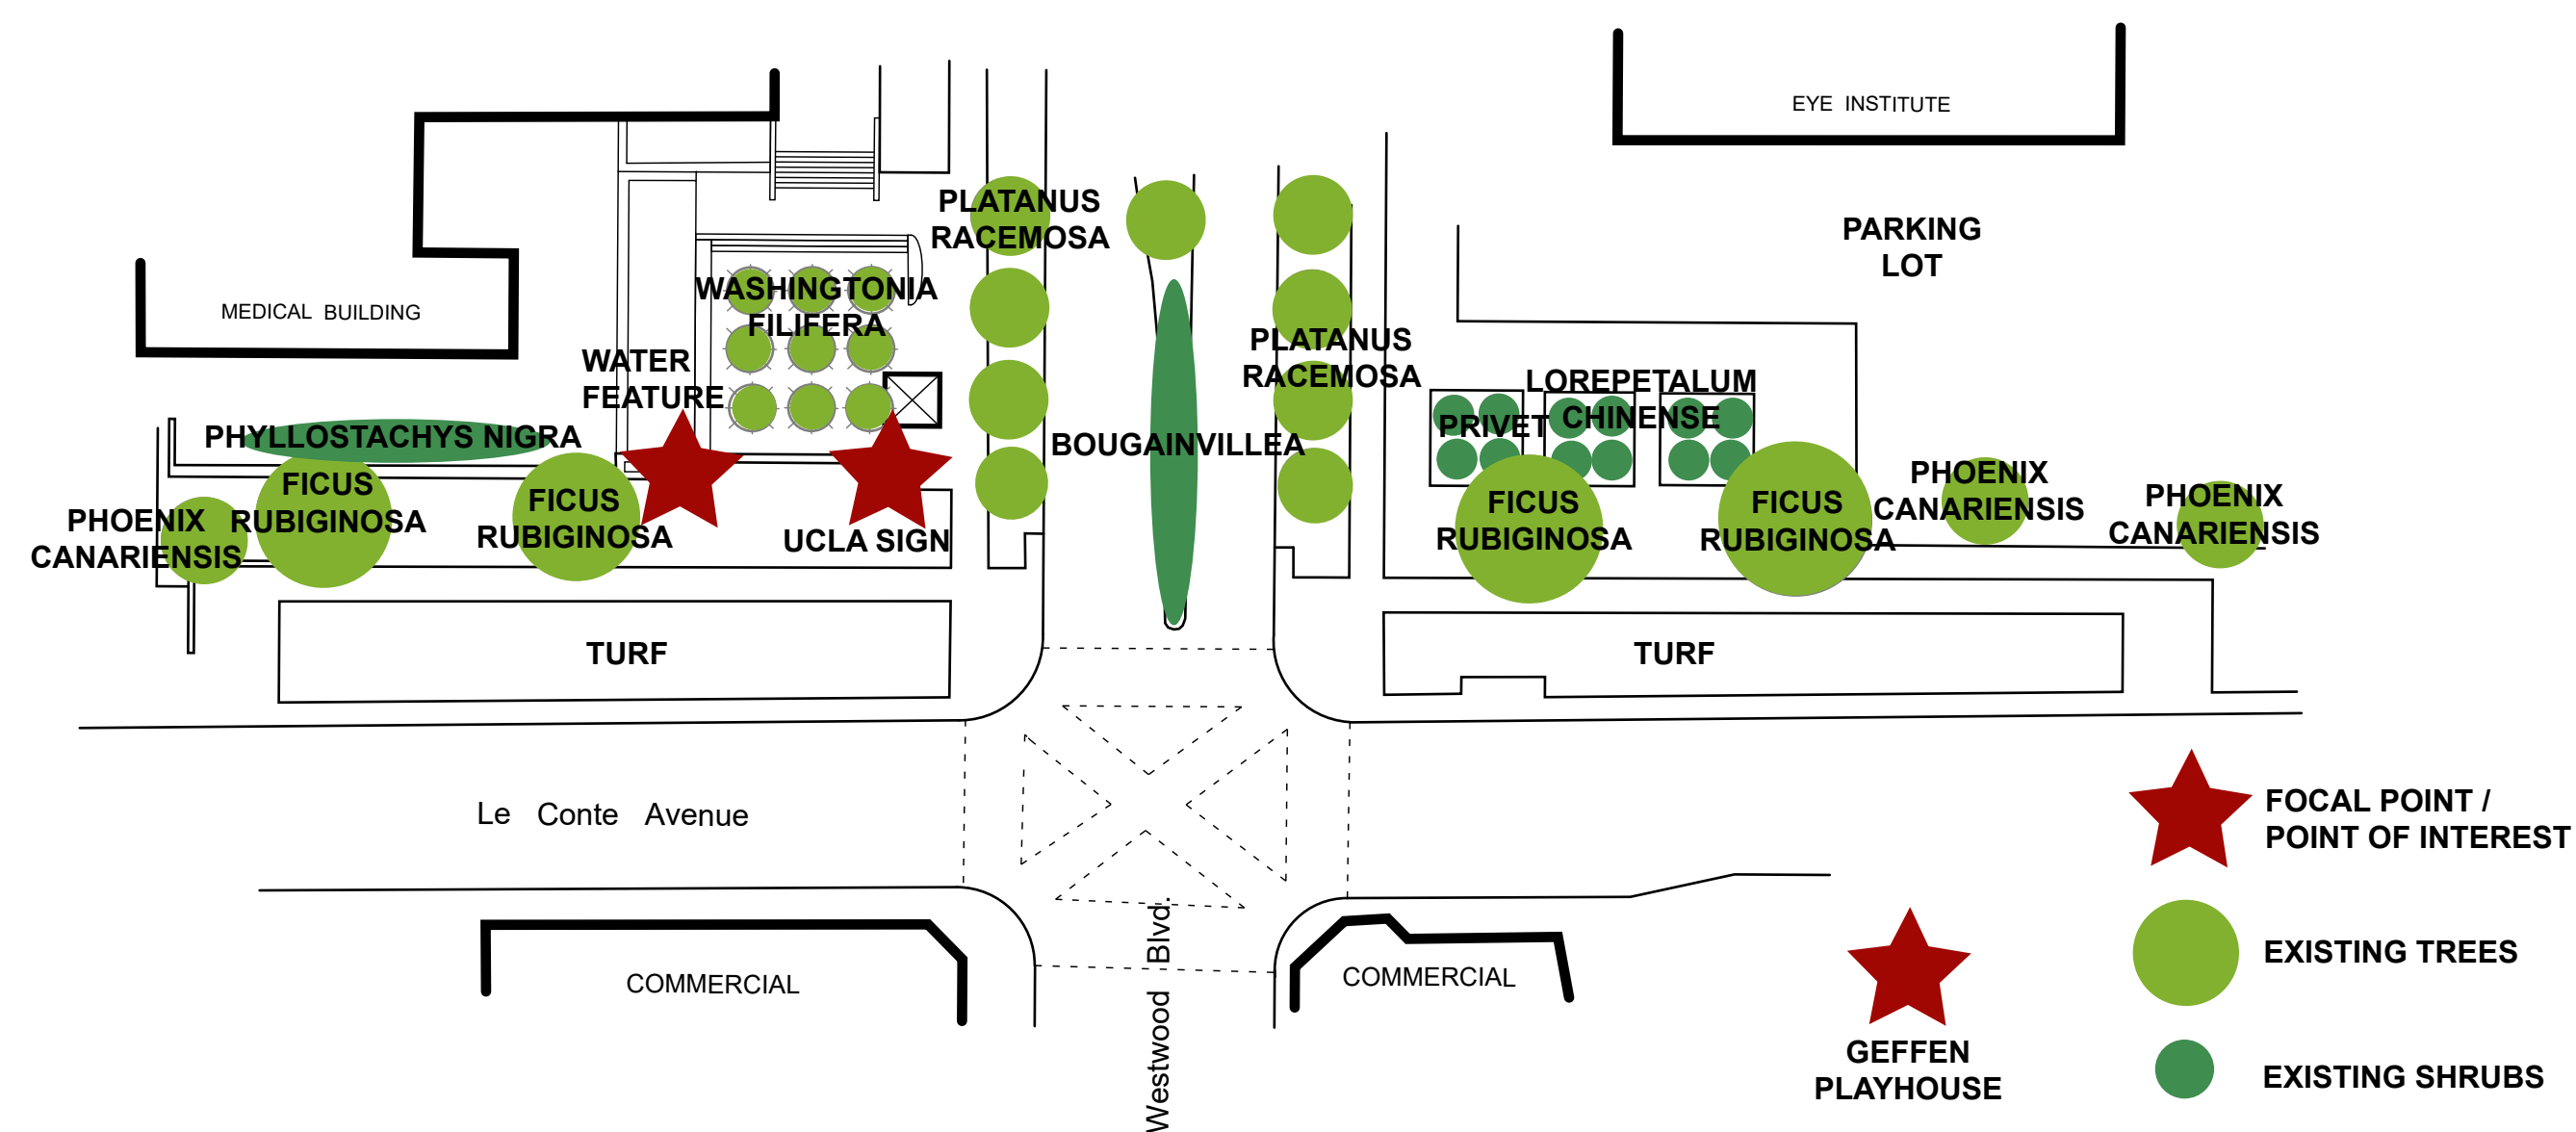 EYE INSTITUTE
PLATANUS
RACEMOSA
PARKING
LOT
WASHINGTONIA
FILIFERA
MEDICAL BUILDING
WATER
FEATURE
PLATANUS
RACEMOSA
LOREPETALUM
CHINENSE
PRIVET
PHYLLOSTACHYS NIGRA
BOUGAINVILLEA
FICUS
RUBIGINOSA
PHOENIX
CANARIENSIS
FICUS
RUBIGINOSA
UCLA SIGN
FICUS
RUBIGINOSA
FICUS
RUBIGINOSA
PHOENIX
CANARIENSIS
PHOENIX
CANARIENSIS
TURF
TURF
Le Conte Avenue
FOCAL POINT /
POINT OF INTEREST
Westwood Blvd.
COMMERCIAL
COMMERCIAL
EXISTING TREES
GEFFEN
PLAYHOUSE
EXISTING SHRUBS